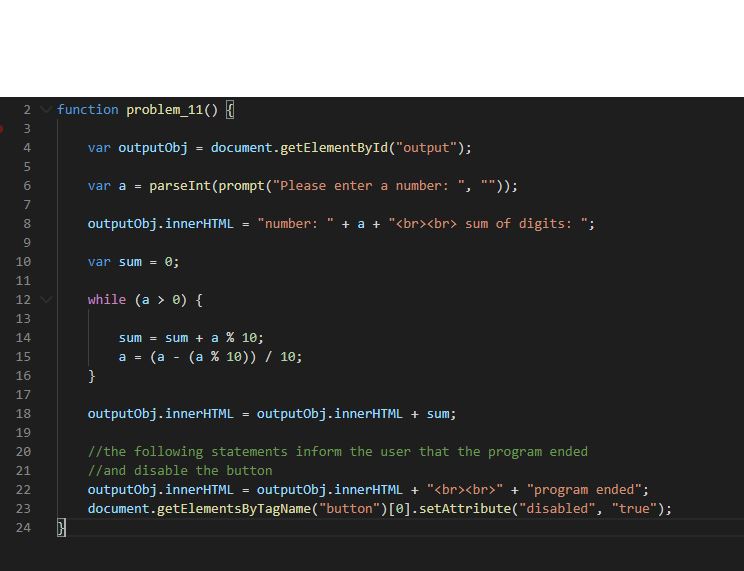 2 function problem_11() {
3
4 var outputObj = document.getElementById("output");
5
6 var a = parseInt(prompt("Please enter a number: ", ""));
7
8 outputObj.innerHTML = "number: " + a + "<br><br> sum of digits: ";
9
10 var sum = 0;
11
12 while (a > 0) {
13
14 sum = sum + a % 10;
15 a = (a - (a % 10)) / 10;
16 }
17
18 outputObj.innerHTML = outputObj.innerHTML + sum;
19
20 //the following statements inform the user that the program ended
21 //and disable the button
22 outputObj.innerHTML = outputObj.innerHTML + "<br><br>" + "program ended";
23 document.getElementsByTagName("button")[0].setAttribute("disabled", "true");
24 }